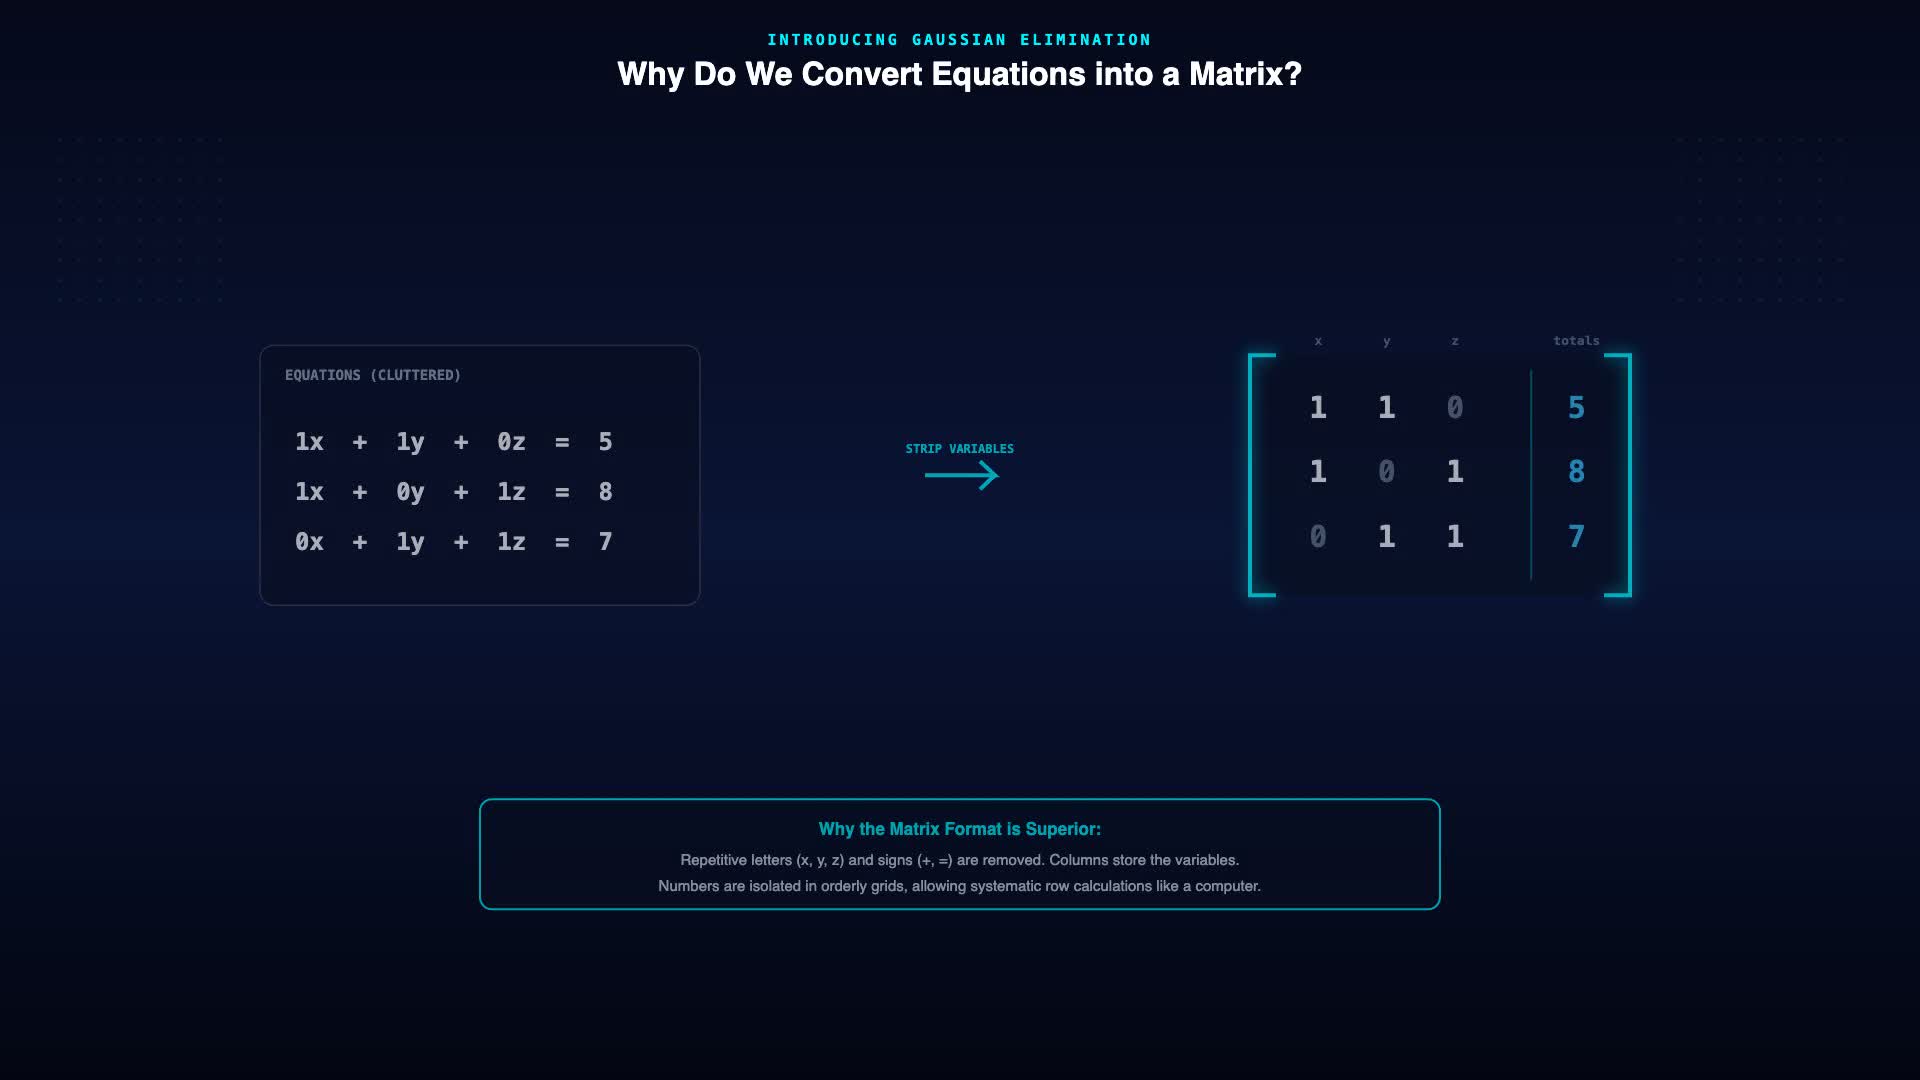 INTRODUCING GAUSSIAN ELIMINATION
Why Do We Convert Equations into a Matrix?
EQUATIONS (CLUTTERED)
1x + 1y + 0z = 5
1x + 0y + 1z = 8
0x + 1y + 1z = 7
STRIP VARIABLES
x y z totals
1 1 0 5
1 0 1 8
0 1 1 7
Why the Matrix Format is Superior:
Repetitive letters (x, y, z) and signs (+, =) are removed. Columns store the variables.
Numbers are isolated in orderly grids, allowing systematic row calculations like a computer.